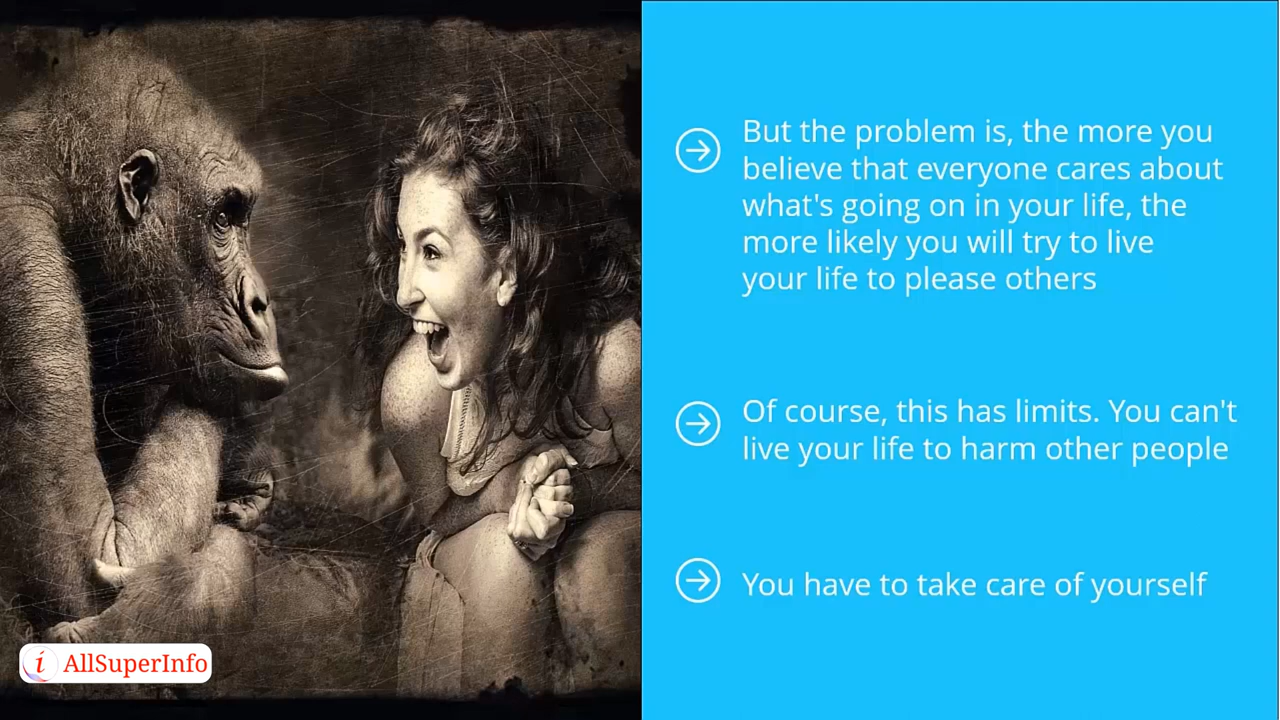 But the problem is, the more you
believe that everyone cares about
what's going on in your life, the
more likely you will try to live
your life to please others
Of course, this has limits. You can't
live your life to harm other people
You have to take care of yourself
i AllSuperInfo